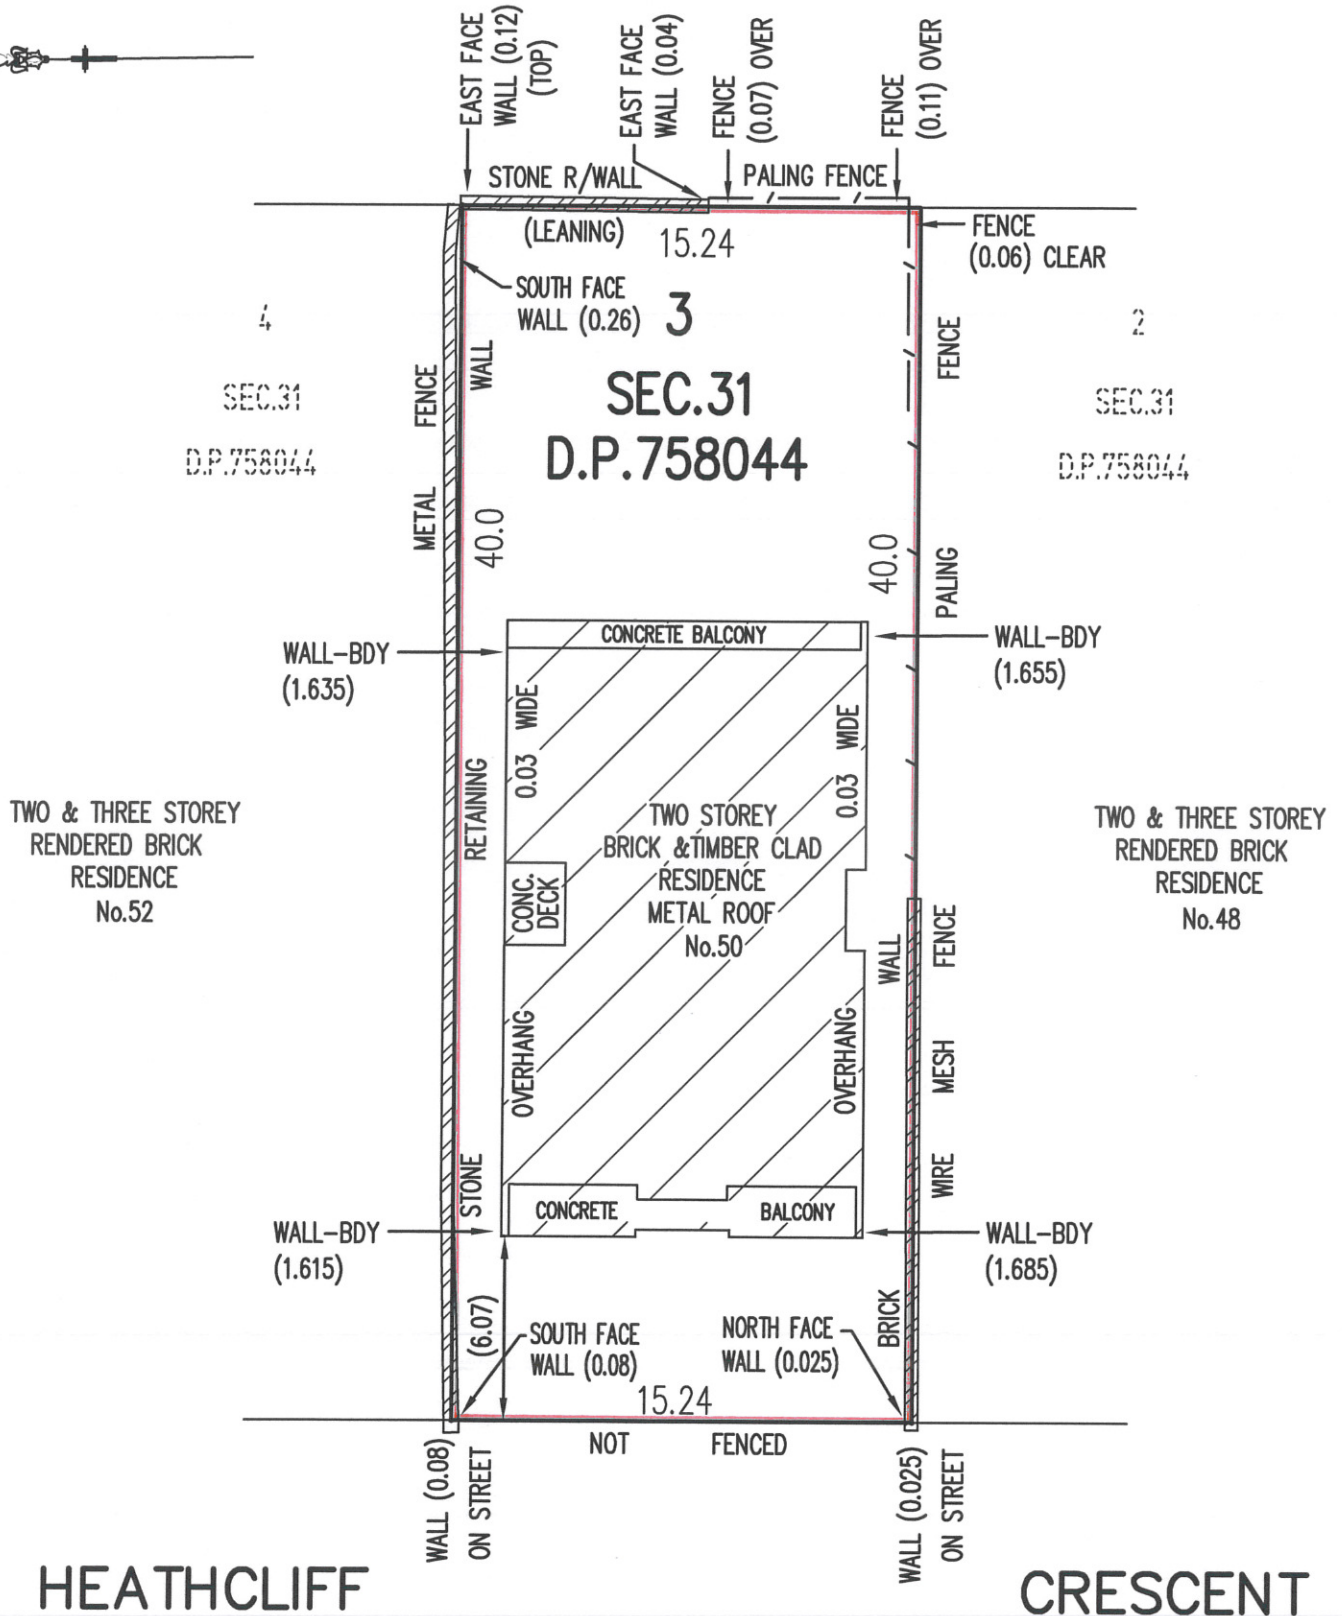 EAST FACE
WALL (0.12)
(TOP)
EAST FACE
WALL (0.04)
FENCE
(0.07) OVER
FENCE
(0.11) OVER
STONE R/WALL
PALING FENCE
(LEANING)
15.24
FENCE
(0.06) CLEAR
SOUTH FACE
WALL (0.26)
3
SEC.31
D.P.758044
4
SEC.31
D.P.758044
2
SEC.31
D.P.758044
METAL FENCE
STONE RETAINING WALL
40.0
40.0
PALING FENCE
CONCRETE BALCONY
WALL-BDY
(1.635)
WALL-BDY
(1.655)
0.03 WIDE
0.03 WIDE
TWO & THREE STOREY
RENDERED BRICK
RESIDENCE
No.52
TWO STOREY
BRICK &TIMBER CLAD
RESIDENCE
METAL ROOF
No.50
TWO & THREE STOREY
RENDERED BRICK
RESIDENCE
No.48
CONC.
DECK
OVERHANG
OVERHANG
BRICK WALL
WIRE MESH FENCE
CONCRETE BALCONY
WALL-BDY
(1.615)
WALL-BDY
(1.685)
(6.07)
SOUTH FACE
WALL (0.08)
NORTH FACE
WALL (0.025)
15.24
NOT FENCED
WALL (0.08)
ON STREET
WALL (0.025)
ON STREET
HEATHCLIFF CRESCENT